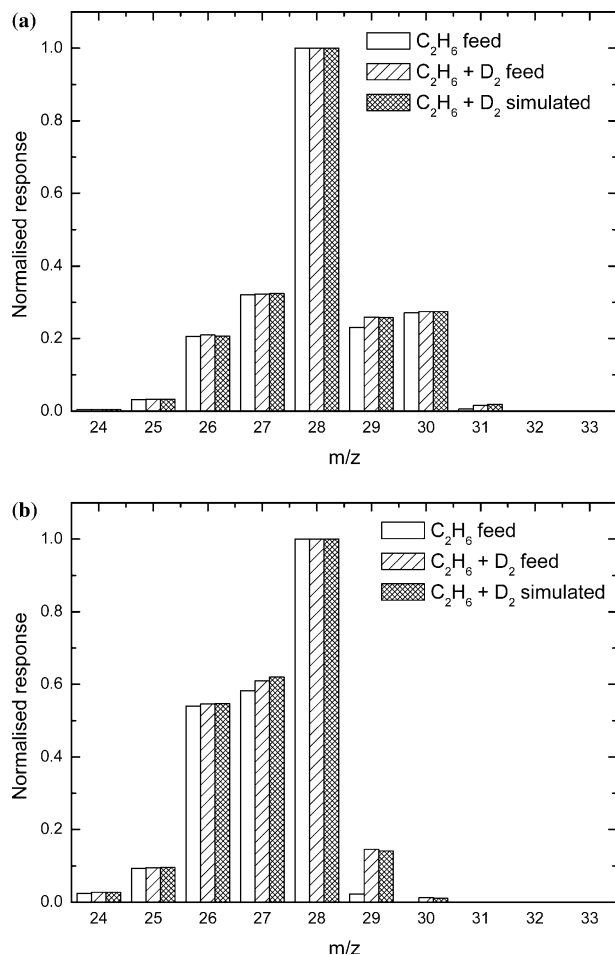 (a)
1.0
0.8
0.6
0.4
0.2
0.0
Normalised response
C₂H₆ feed
C₂H₆ + D₂ feed
C₂H₆ + D₂ simulated
24 25 26 27 28 29 30 31 32 33
m/z
(b)
1.0
0.8
0.6
0.4
0.2
0.0
Normalised response
C₂H₆ feed
C₂H₆ + D₂ feed
C₂H₆ + D₂ simulated
24 25 26 27 28 29 30 31 32 33
m/z